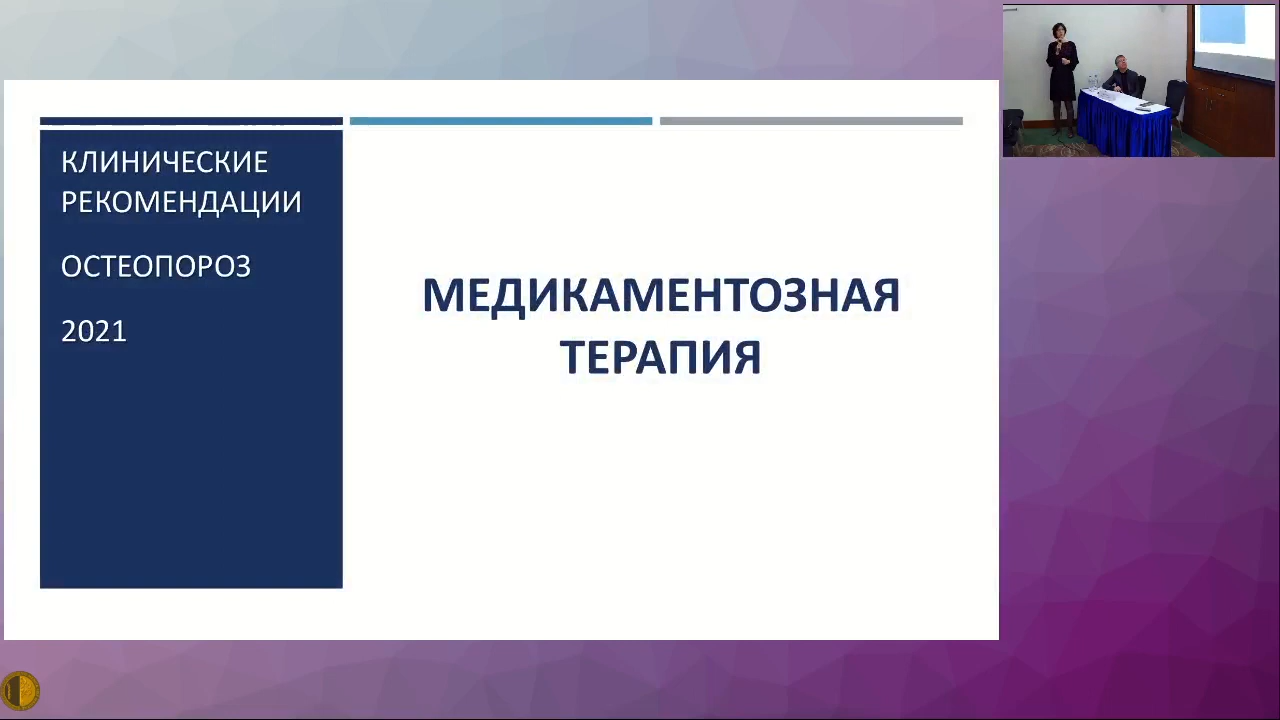 КЛИНИЧЕСКИЕ
РЕКОМЕНДАЦИИ
ОСТЕОПОРОЗ
2021
МЕДИКАМЕНТОЗНАЯ
ТЕРАПИЯ